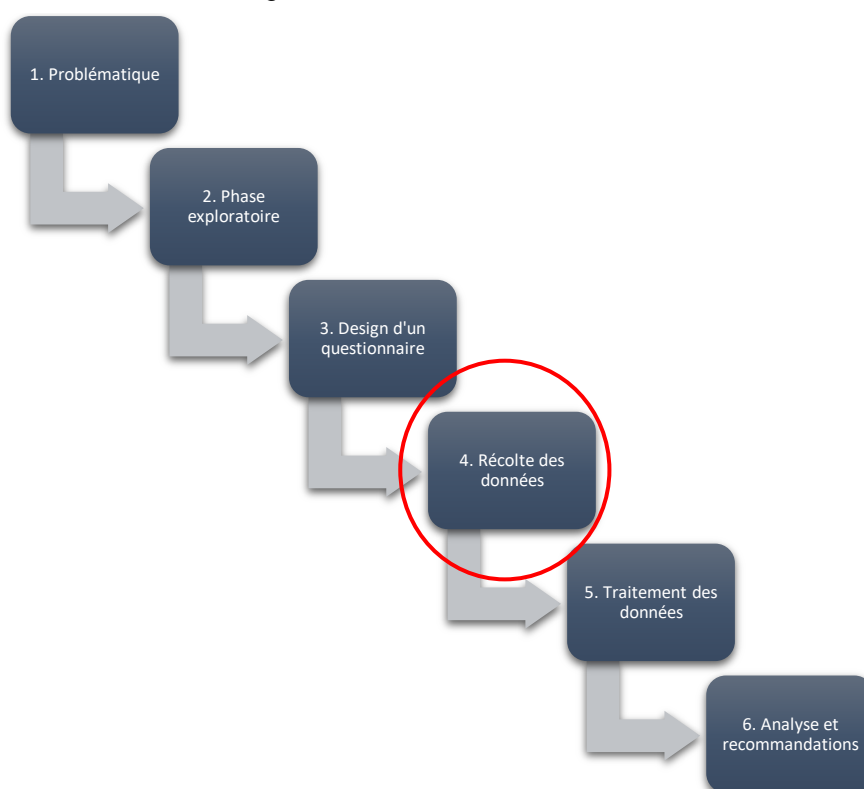 1. Problématique
2. Phase
exploratoire
3. Design d'un
questionnaire
4. Récolte des
données
5. Traitement des
données
6. Analyse et
recommandations